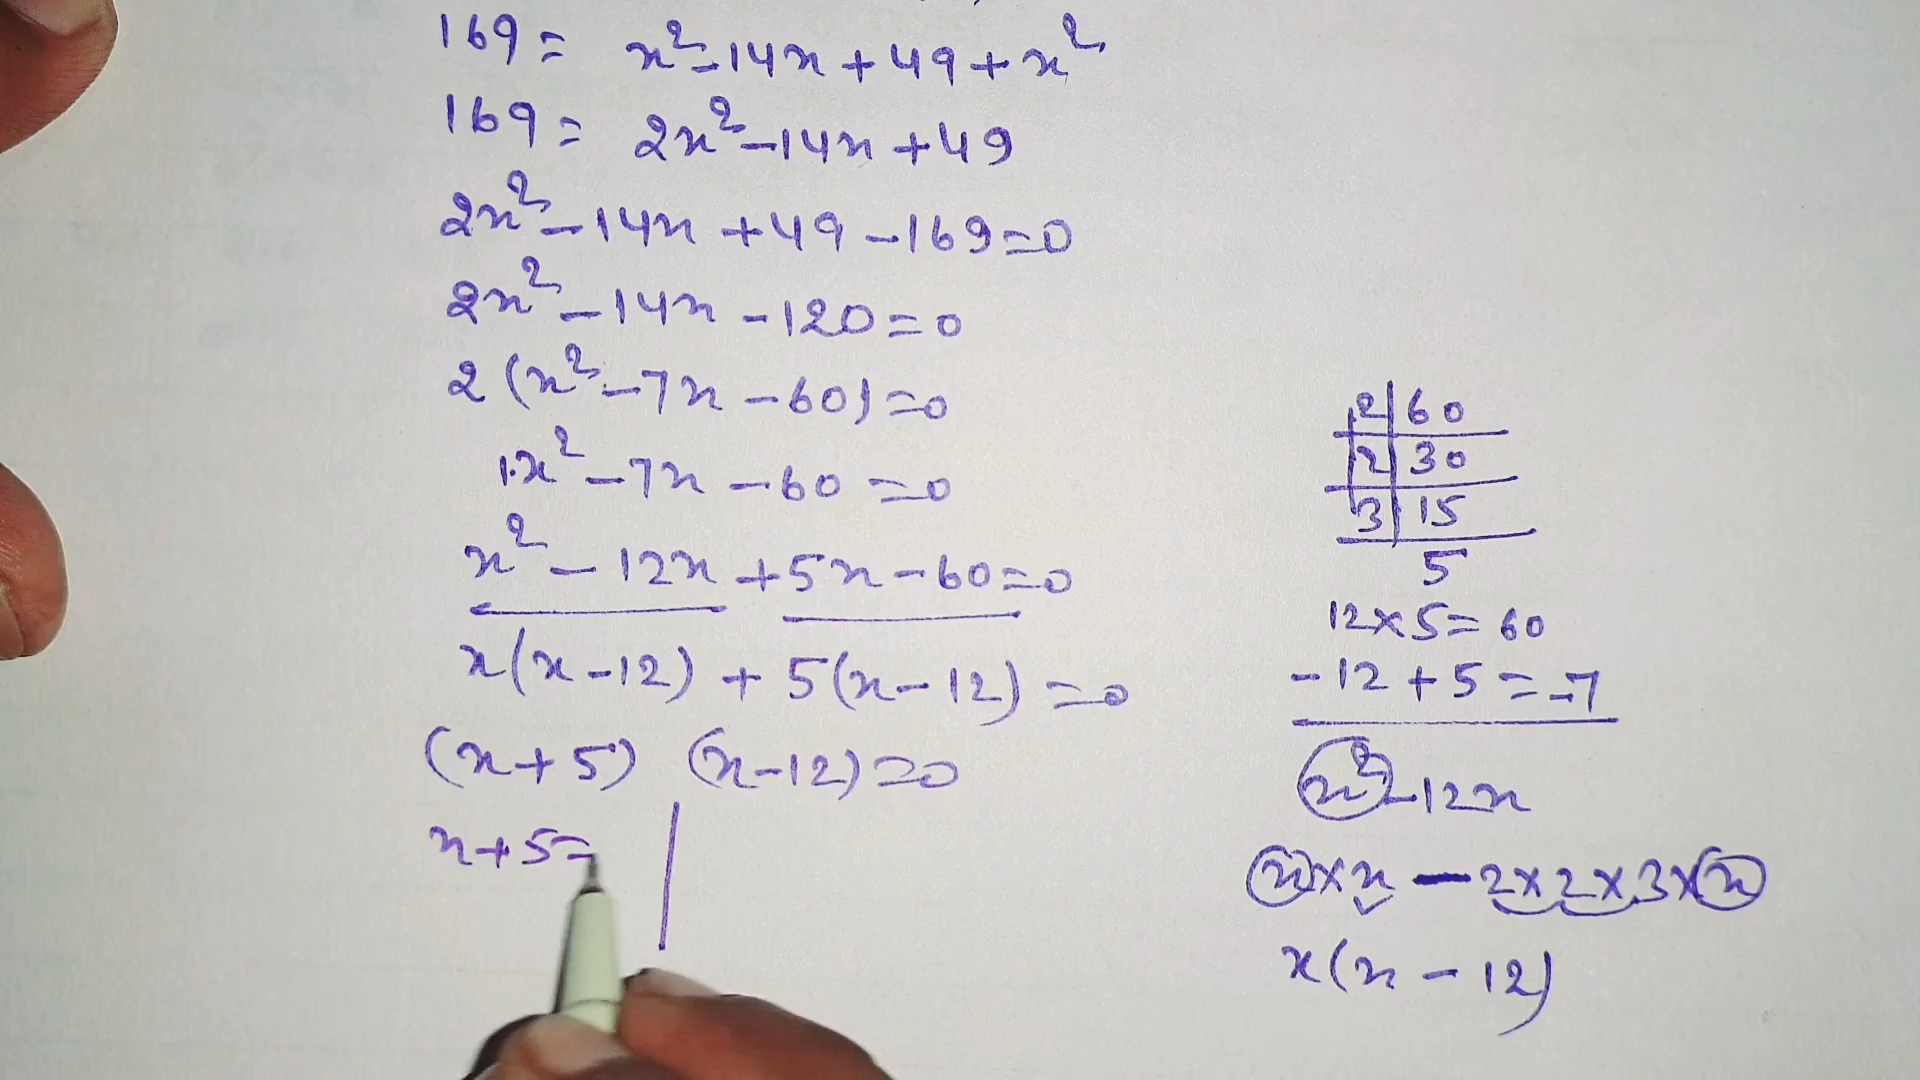 169 = x² - 14x + 49 + x²
169 = 2x² - 14x + 49
2x² - 14x + 49 - 169 = 0
2x² - 14x - 120 = 0
2 (x² - 7x - 60) = 0
1.x² - 7x - 60 = 0
x² - 12x + 5x - 60 = 0
x(x - 12) + 5(x - 12) = 0
(x + 5) (x - 12) = 0
x + 5 =
2 | 60
2 | 30
3 | 15
5
12 × 5 = 60
- 12 + 5 = -7
x² - 12x
x × x - 2 × 2 × 3 × x
x(x - 12)